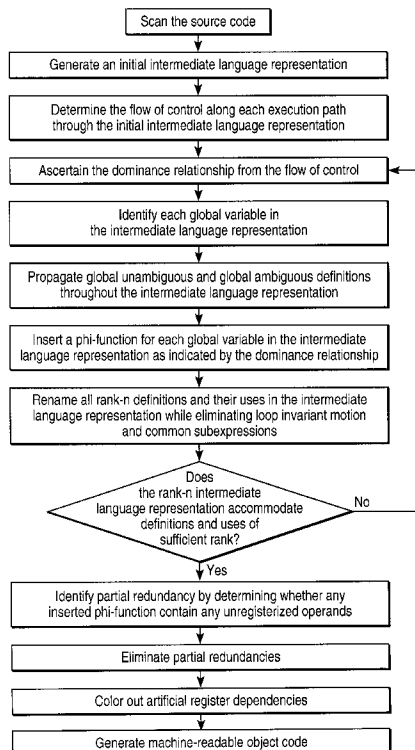 Scan the source code
Generate an initial intermediate language representation
Determine the flow of control along each execution path
through the initial intermediate language representation
Ascertain the dominance relationship from the flow of control
Identify each global variable in
the intermediate language representation
Propagate global unambiguous and global ambiguous definitions
throughout the intermediate language representation
Insert a phi-function for each global variable in the intermediate
language representation as indicated by the dominance relationship
Rename all rank-n definitions and their uses in the intermediate
language representation while eliminating loop invariant motion
and common subexpressions
Does
the rank-n intermediate
language representation accommodate
definitions and uses of
sufficient rank?
No
Yes
Identify partial redundancy by determining whether any
inserted phi-function contain any unregisterized operands
Eliminate partial redundancies
Color out artificial register dependencies
Generate machine-readable object code